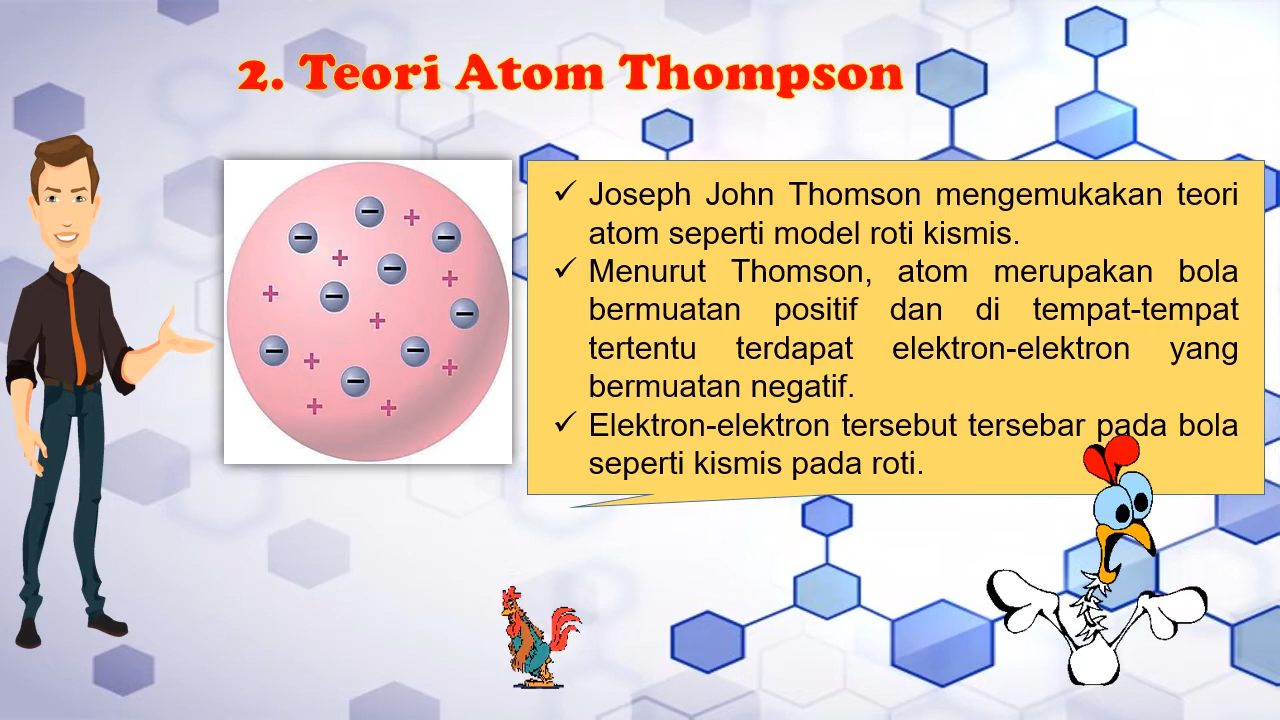 2. Teori Atom Thompson
✓ Joseph John Thomson mengemukakan teori
atom seperti model roti kismis.
✓ Menurut Thomson, atom merupakan bola
bermuatan positif dan di tempat-tempat
tertentu terdapat elektron-elektron yang
bermuatan negatif.
✓ Elektron-elektron tersebut tersebar pada bola
seperti kismis pada roti.